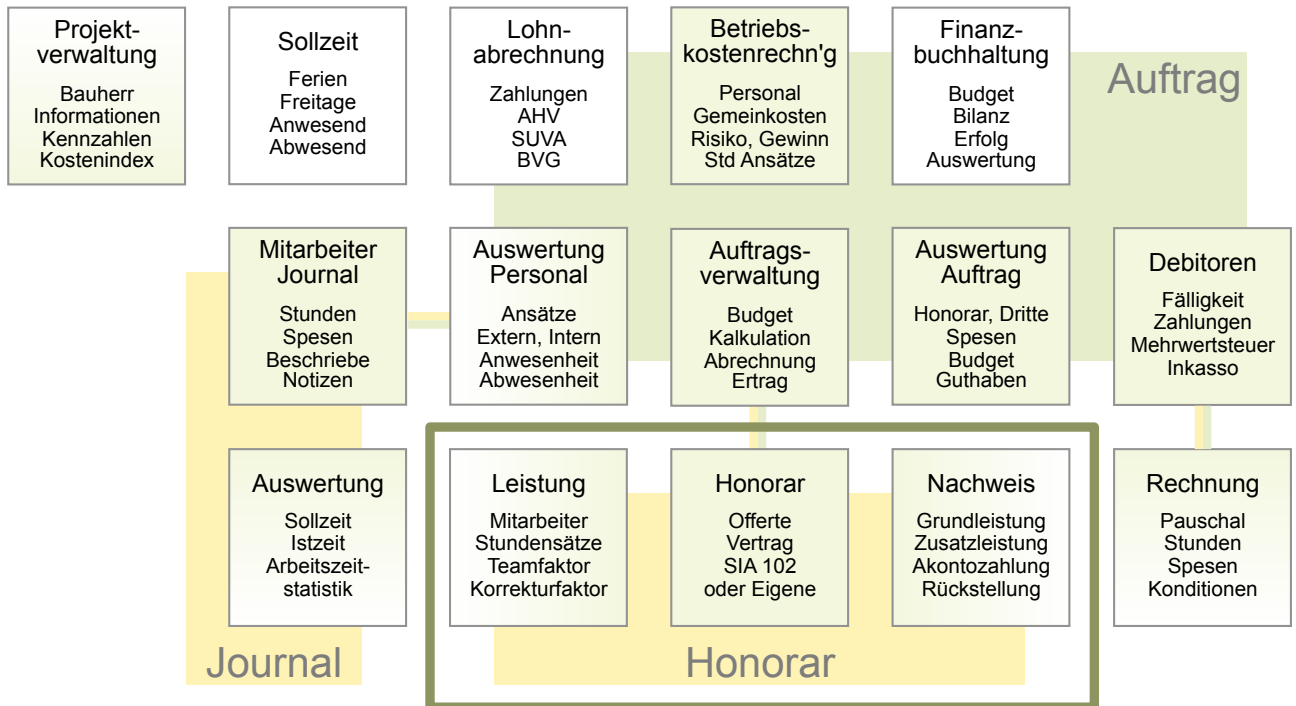 Projekt-
verwaltung
Bauherr
Informationen
Kennzahlen
Kostenindex
Sollzeit
Ferien
Freitage
Anwesend
Abwesend
Lohn-
abrechnung
Zahlungen
AHV
SUVA
BVG
Betriebs-
kostenrechn'g
Personal
Gemeinkosten
Risiko, Gewinn
Std Ansätze
Finanz-
buchhaltung
Budget
Bilanz
Erfolg
Auswertung
Auftrag
Mitarbeiter
Journal
Stunden
Spesen
Beschriebe
Notizen
Auswertung
Personal
Ansätze
Extern, Intern
Anwesenheit
Abwesenheit
Auftrags-
verwaltung
Budget
Kalkulation
Abrechnung
Ertrag
Auswertung
Auftrag
Honorar, Dritte
Spesen
Budget
Guthaben
Debitoren
Fälligkeit
Zahlungen
Mehrwertsteuer
Inkasso
Auswertung
Sollzeit
Istzeit
Arbeitszeit-
statistik
Leistung
Mitarbeiter
Stundensätze
Teamfaktor
Korrekturfaktor
Honorar
Offerte
Vertrag
SIA 102
oder Eigene
Nachweis
Grundleistung
Zusatzleistung
Akontozahlung
Rückstellung
Rechnung
Pauschal
Stunden
Spesen
Konditionen
Journal
Honorar